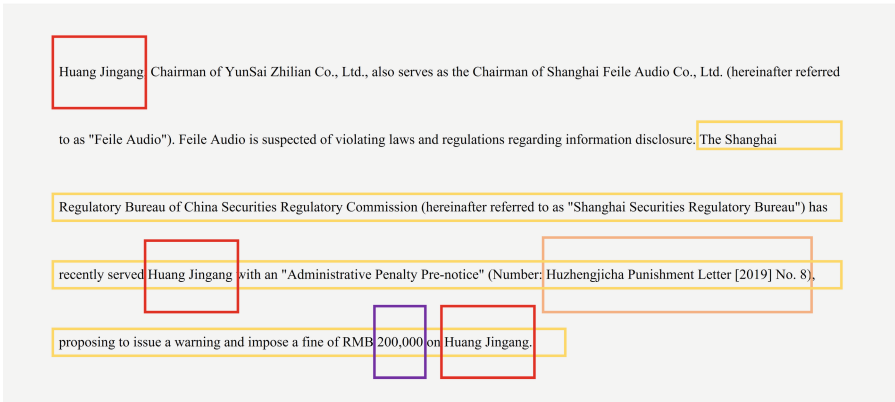 Huang Jingang, Chairman of YunSai Zhilian Co., Ltd., also serves as the Chairman of Shanghai Feile Audio Co., Ltd. (hereinafter referred
to as "Feile Audio"). Feile Audio is suspected of violating laws and regulations regarding information disclosure. The Shanghai
Regulatory Bureau of China Securities Regulatory Commission (hereinafter referred to as "Shanghai Securities Regulatory Bureau") has
recently served Huang Jingang with an "Administrative Penalty Pre-notice" (Number: Huzhengjicha Punishment Letter [2019] No. 8),
proposing to issue a warning and impose a fine of RMB 200,000 on Huang Jingang.